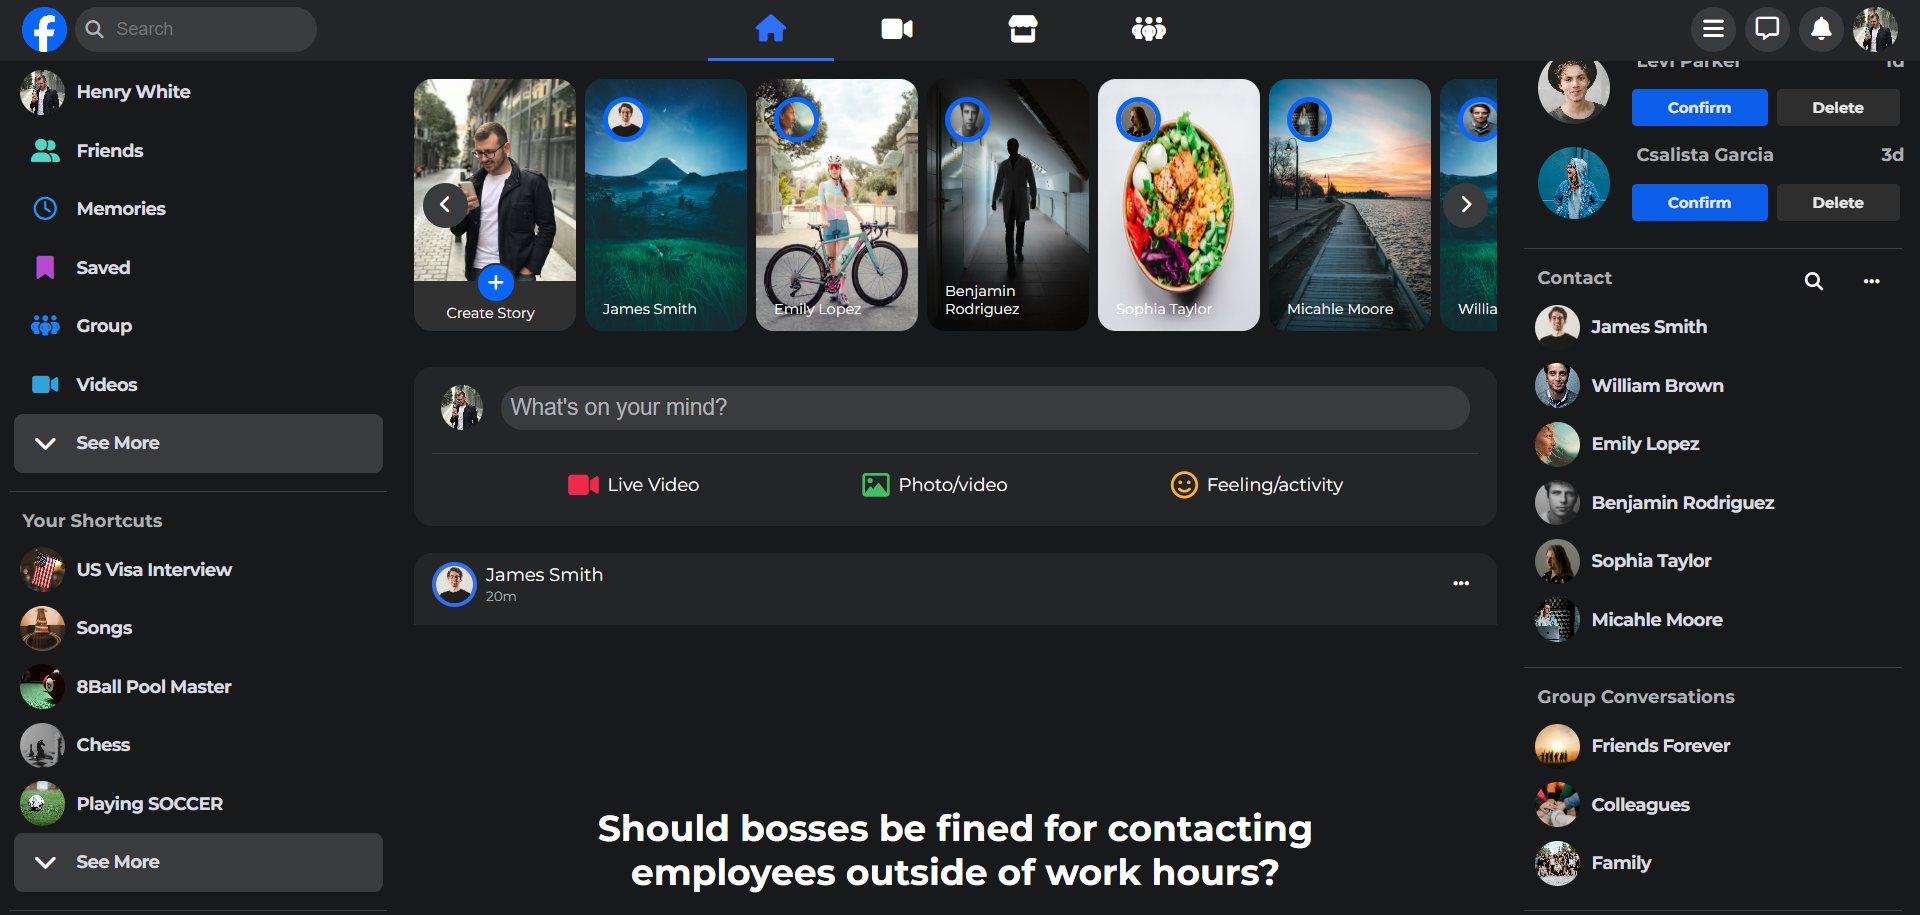 Search
Henry White
Friends
Memories
Saved
Group
Videos
See More
Your Shortcuts
US Visa Interview
Songs
8Ball Pool Master
Chess
Playing SOCCER
See More
Create Story
James Smith
Emily Lopez
Benjamin
Rodriguez
Sophia Taylor
Micahle Moore
Willia
What's on your mind?
Live Video
Photo/video
Feeling/activity
James Smith
20m
Should bosses be fined for contacting
employees outside of work hours?
Levi Parker 1d
Confirm Delete
Csalista Garcia 3d
Confirm Delete
Contact
James Smith
William Brown
Emily Lopez
Benjamin Rodriguez
Sophia Taylor
Micahle Moore
Group Conversations
Friends Forever
Colleagues
Family